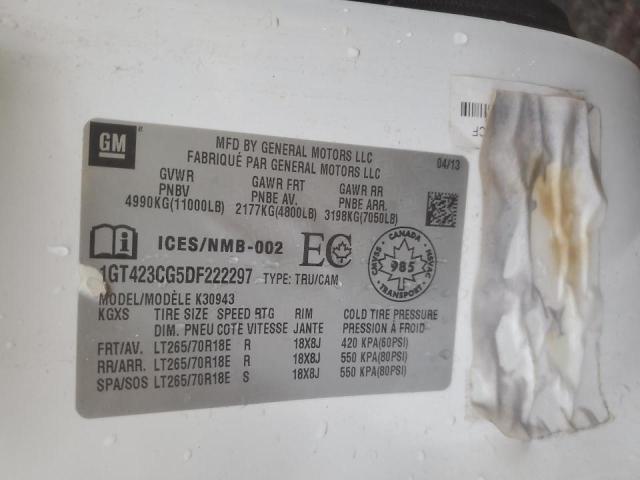 GM
MFD BY GENERAL MOTORS LLC
FABRIQUÉ PAR GENERAL MOTORS LLC
04/13
GVWR GAWR FRT GAWR RR
PNBV PNBE AV. PNBE ARR.
4990KG(11000LB) 2177KG(4800LB) 3198KG(7050LB)
ICES/NMB-002 EC
CANADA
985
TRANSPORT
1GT423CG5DF222297 TYPE: TRU/CAM
MODEL/MODÈLE K30943
KGXS TIRE SIZE SPEED RTG RIM COLD TIRE PRESSURE
DIM. PNEU COTÉ VITESSE JANTE PRESSION À FROID
FRT/AV. LT265/70R18E R 18X8J 420 KPA(60PSI)
RR/ARR. LT265/70R18E R 18X8J 550 KPA(80PSI)
SPA/SOS LT265/70R18E S 18X8J 550 KPA(80PSI)
CF